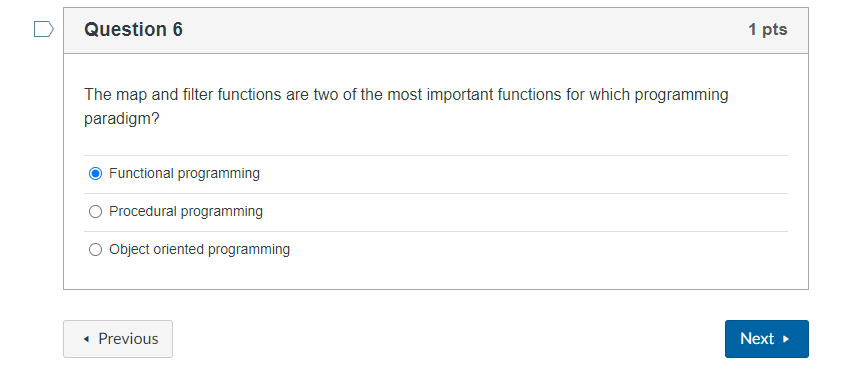 Question 6
1 pts
The map and filter functions are two of the most important functions for which programming
paradigm?
Functional programming
Procedural programming
Object oriented programming
Previous
Next